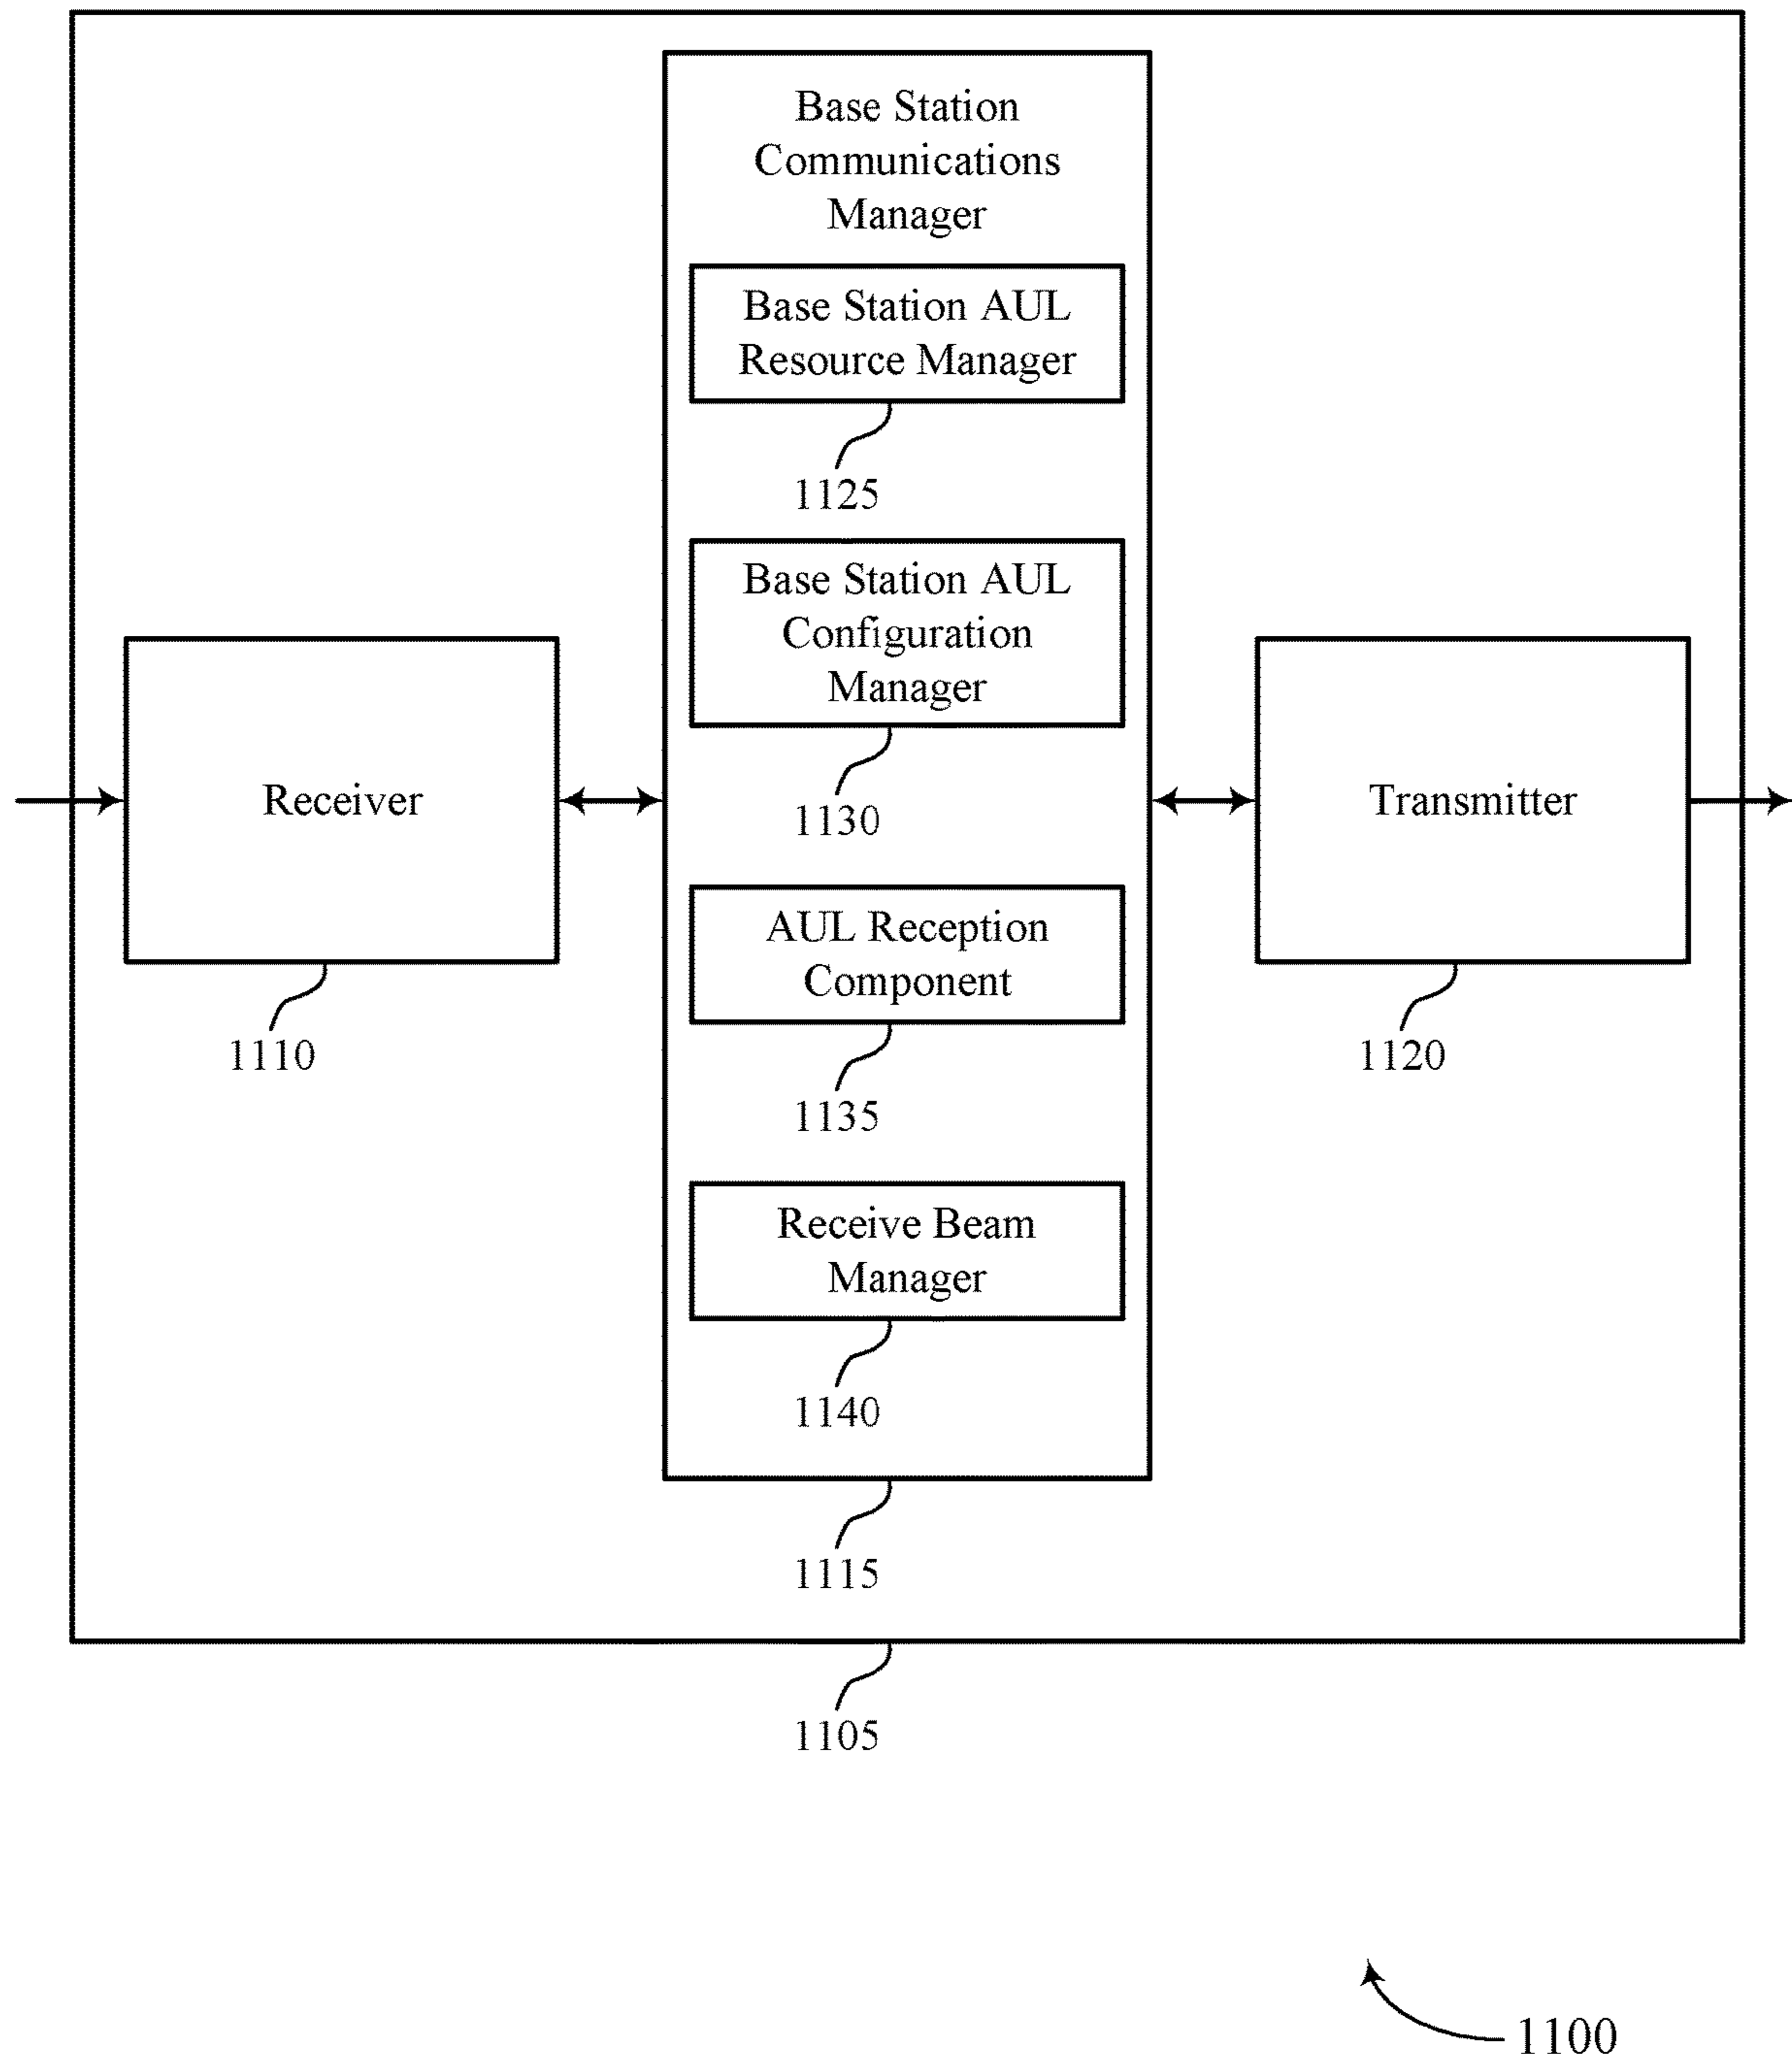 Base Station
Communications
Manager
Base Station AUL
Resource Manager
1125
Base Station AUL
Configuration
Manager
1130
Receiver
1110
Transmitter
1120
AUL Reception
Component
1135
Receive Beam
Manager
1140
1115
1105
1100